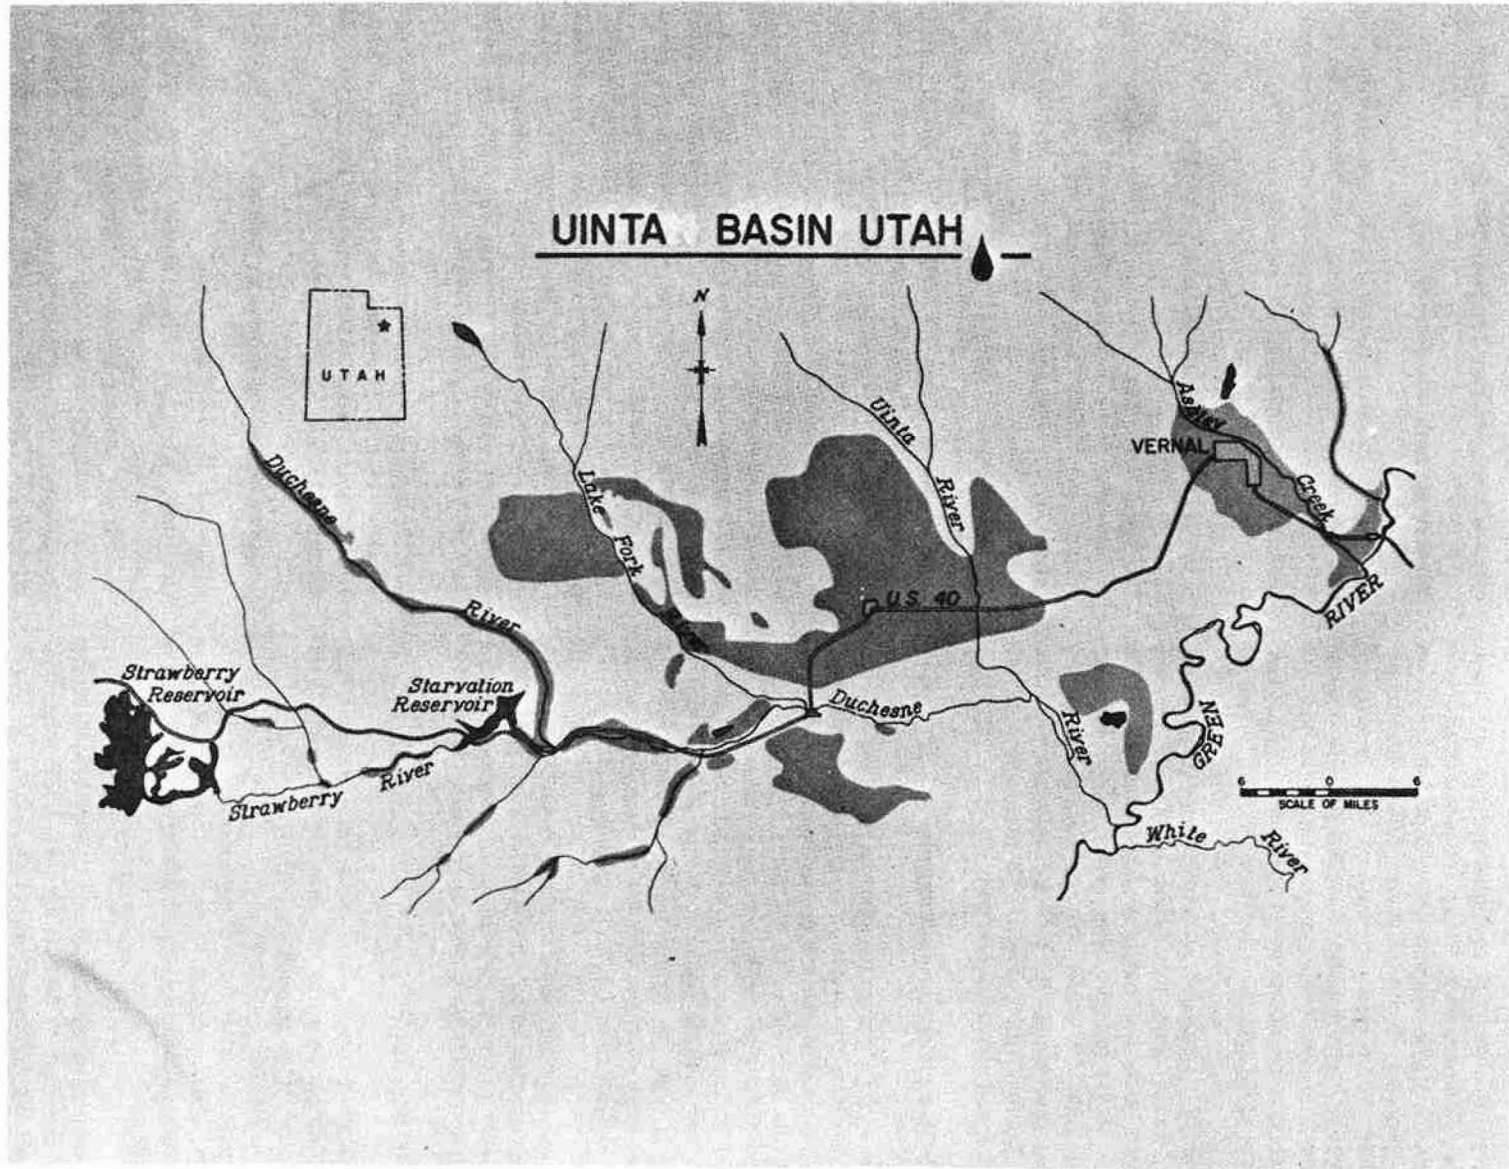 UINTA BASIN UTAH
N
UTAH
Uinta
River
Ashley
Creek
VERNAL
Duchesne
River
Lake
Fork
U.S. 40
RIVER
GREEN
Strawberry
Reservoir
Starvation
Reservoir
Duchesne
River
Strawberry
River
6 0 6
SCALE OF MILES
White
River